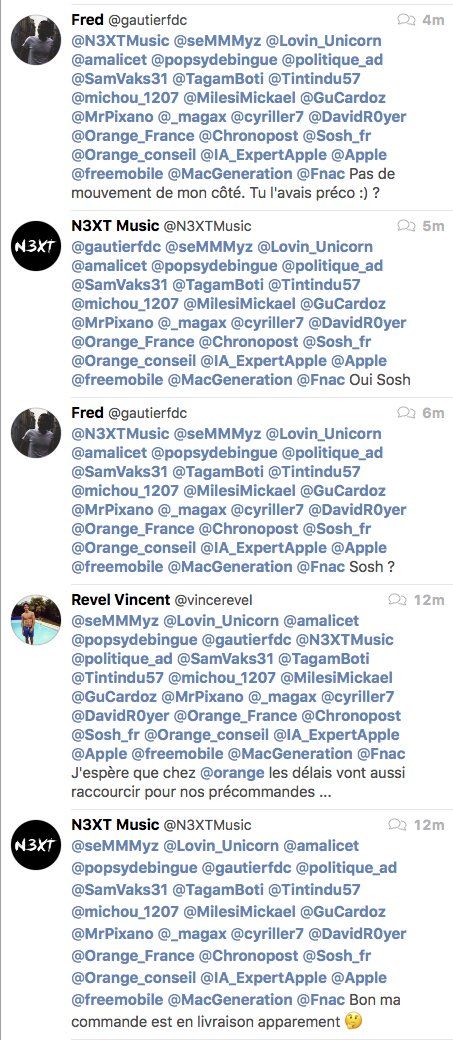 Fred @gautierfdc 4m
@N3XTMusic @seMMMyz @Lovin_Unicorn
@amalicet @popsydebingue @politique_ad
@SamVaks31 @TagamBoti @Tintindu57
@michou_1207 @MilesiMickael @GuCardoz
@MrPixano @_magax @cyriller7 @DavidR0yer
@Orange_France @Chronopost @Sosh_fr
@Orange_conseil @IA_ExpertApple @Apple
@freemobile @MacGeneration @Fnac Pas de
mouvement de mon côté. Tu l'avais préco :) ?
N3XT
N3XT Music @N3XTMusic 5m
@gautierfdc @seMMMyz @Lovin_Unicorn
@amalicet @popsydebingue @politique_ad
@SamVaks31 @TagamBoti @Tintindu57
@michou_1207 @MilesiMickael @GuCardoz
@MrPixano @_magax @cyriller7 @DavidR0yer
@Orange_France @Chronopost @Sosh_fr
@Orange_conseil @IA_ExpertApple @Apple
@freemobile @MacGeneration @Fnac Oui Sosh
Fred @gautierfdc 6m
@N3XTMusic @seMMMyz @Lovin_Unicorn
@amalicet @popsydebingue @politique_ad
@SamVaks31 @TagamBoti @Tintindu57
@michou_1207 @MilesiMickael @GuCardoz
@MrPixano @_magax @cyriller7 @DavidR0yer
@Orange_France @Chronopost @Sosh_fr
@Orange_conseil @IA_ExpertApple @Apple
@freemobile @MacGeneration @Fnac Sosh ?
Revel Vincent @vincerevel 12m
@seMMMyz @Lovin_Unicorn @amalicet
@popsydebingue @gautierfdc @N3XTMusic
@politique_ad @SamVaks31 @TagamBoti
@Tintindu57 @michou_1207 @MilesiMickael
@GuCardoz @MrPixano @_magax @cyriller7
@DavidR0yer @Orange_France @Chronopost
@Sosh_fr @Orange_conseil @IA_ExpertApple
@Apple @freemobile @MacGeneration @Fnac
J'espère que chez @orange les délais vont aussi
raccourcir pour nos précommandes ...
N3XT
N3XT Music @N3XTMusic 12m
@seMMMyz @Lovin_Unicorn @amalicet
@popsydebingue @gautierfdc @politique_ad
@SamVaks31 @TagamBoti @Tintindu57
@michou_1207 @MilesiMickael @GuCardoz
@MrPixano @_magax @cyriller7 @DavidR0yer
@Orange_France @Chronopost @Sosh_fr
@Orange_conseil @IA_ExpertApple @Apple
@freemobile @MacGeneration @Fnac Bon ma
commande est en livraison apparement 🤔